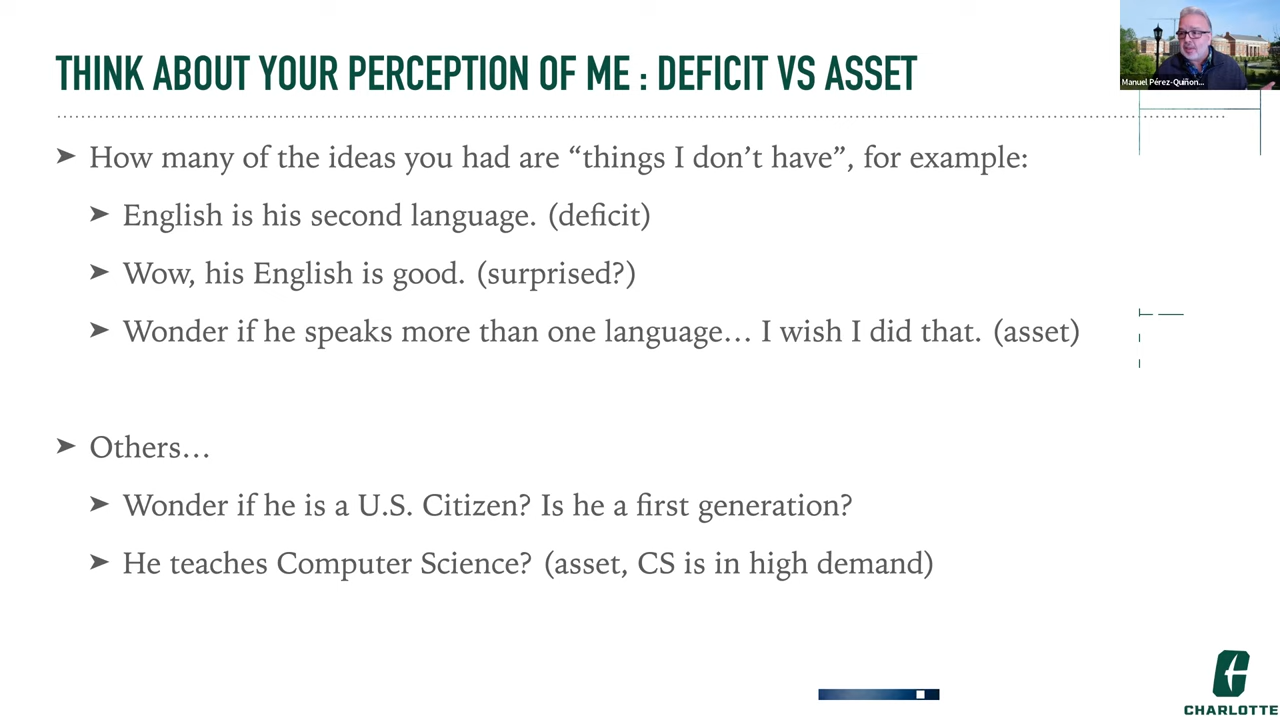 THINK ABOUT YOUR PERCEPTION OF ME : DEFICIT VS ASSET
Manuel Pérez-Quiñon...
➤ How many of the ideas you had are “things I don’t have”, for example:
➤ English is his second language. (deficit)
➤ Wow, his English is good. (surprised?)
➤ Wonder if he speaks more than one language… I wish I did that. (asset)
➤ Others…
➤ Wonder if he is a U.S. Citizen? Is he a first generation?
➤ He teaches Computer Science? (asset, CS is in high demand)
CHARLOTTE